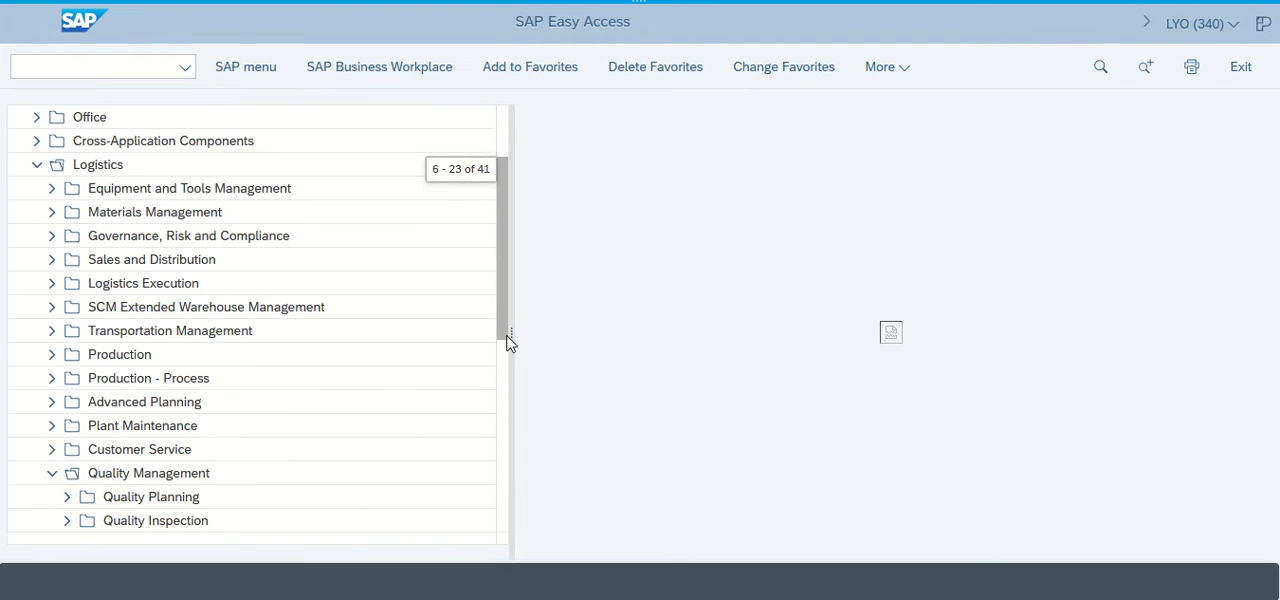 SAP
SAP Easy Access
LYO (340)
SAP menu
SAP Business Workplace
Add to Favorites
Delete Favorites
Change Favorites
More
Exit
Office
Cross-Application Components
Logistics
6 - 23 of 41
Equipment and Tools Management
Materials Management
Governance, Risk and Compliance
Sales and Distribution
Logistics Execution
SCM Extended Warehouse Management
Transportation Management
Production
Production - Process
Advanced Planning
Plant Maintenance
Customer Service
Quality Management
Quality Planning
Quality Inspection